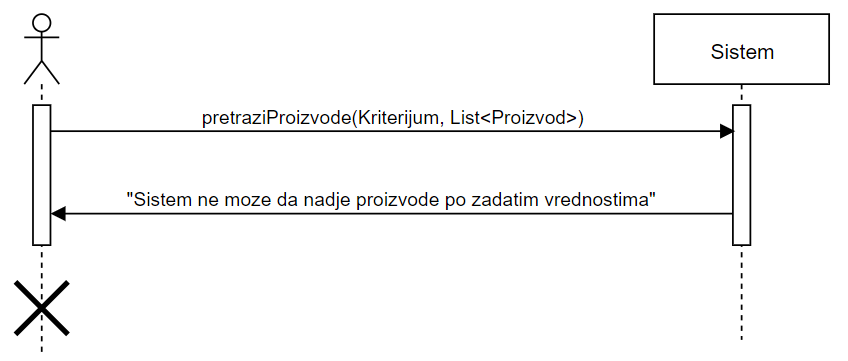 Sistem
pretraziProizvode(Kriterijum, List<Proizvod>)
"Sistem ne moze da nadje proizvode po zadatim vrednostima"